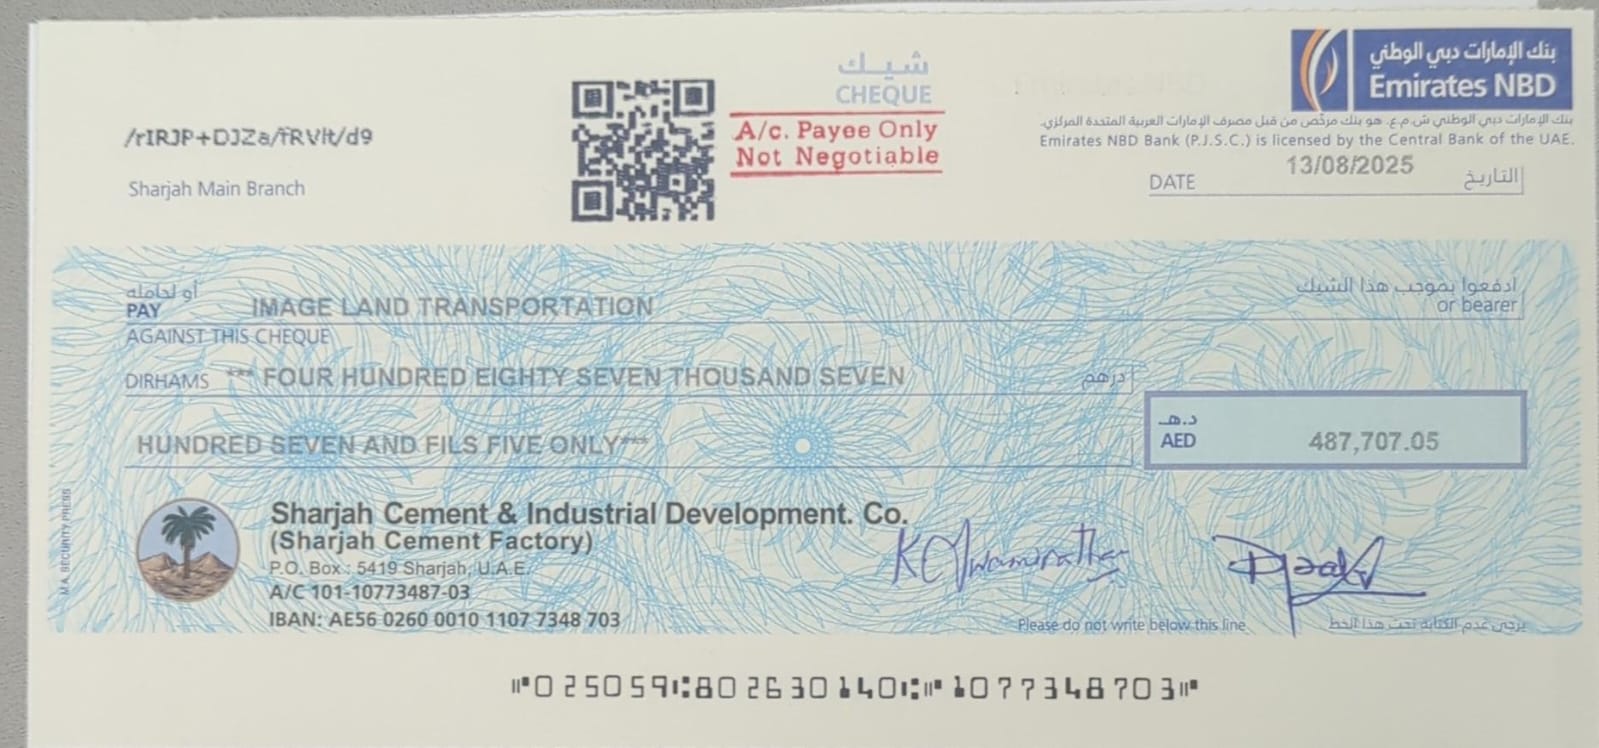 بنك الإمارات دبي الوطني
Emirates NBD
شيك
CHEQUE
A/c. Payee Only
Not Negotiable
بنك الإمارات دبي الوطني ش.م.ع. هو بنك مرخّص من قبل مصرف الإمارات العربية المتحدة المركزي.
Emirates NBD Bank (P.J.S.C.) is licensed by the Central Bank of the UAE.
/rIRJP+DJZa/fRVlt/d9
Sharjah Main Branch
DATE 13/08/2025 التاريخ
أو لحامله ادفعوا بموجب هذا الشيك
PAY IMAGE LAND TRANSPORTATION or bearer
AGAINST THIS CHEQUE
DIRHAMS *** FOUR HUNDRED EIGHTY SEVEN THOUSAND SEVEN درهم
HUNDRED SEVEN AND FILS FIVE ONLY***
د.هـ
AED 487,707.05
Sharjah Cement & Industrial Development. Co.
(Sharjah Cement Factory)
P.O. Box : 5419 Sharjah, U.A.E.
A/C 101-10773487-03
IBAN: AE56 0260 0010 1107 7348 703
Please do not write below this line يرجى عدم الكتابة تحت هذا الخط
M.A. SECURITY PRESS
⑈025059⑆802630140⑆⑈1077348703⑈